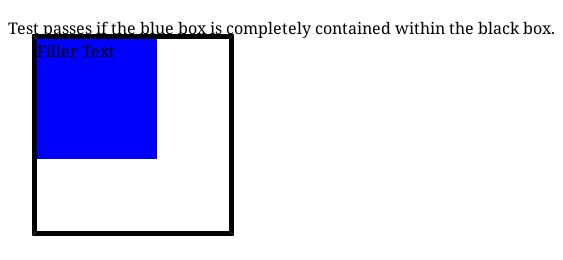 Test passes if the blue box is completely contained within the black box.
Filler Text